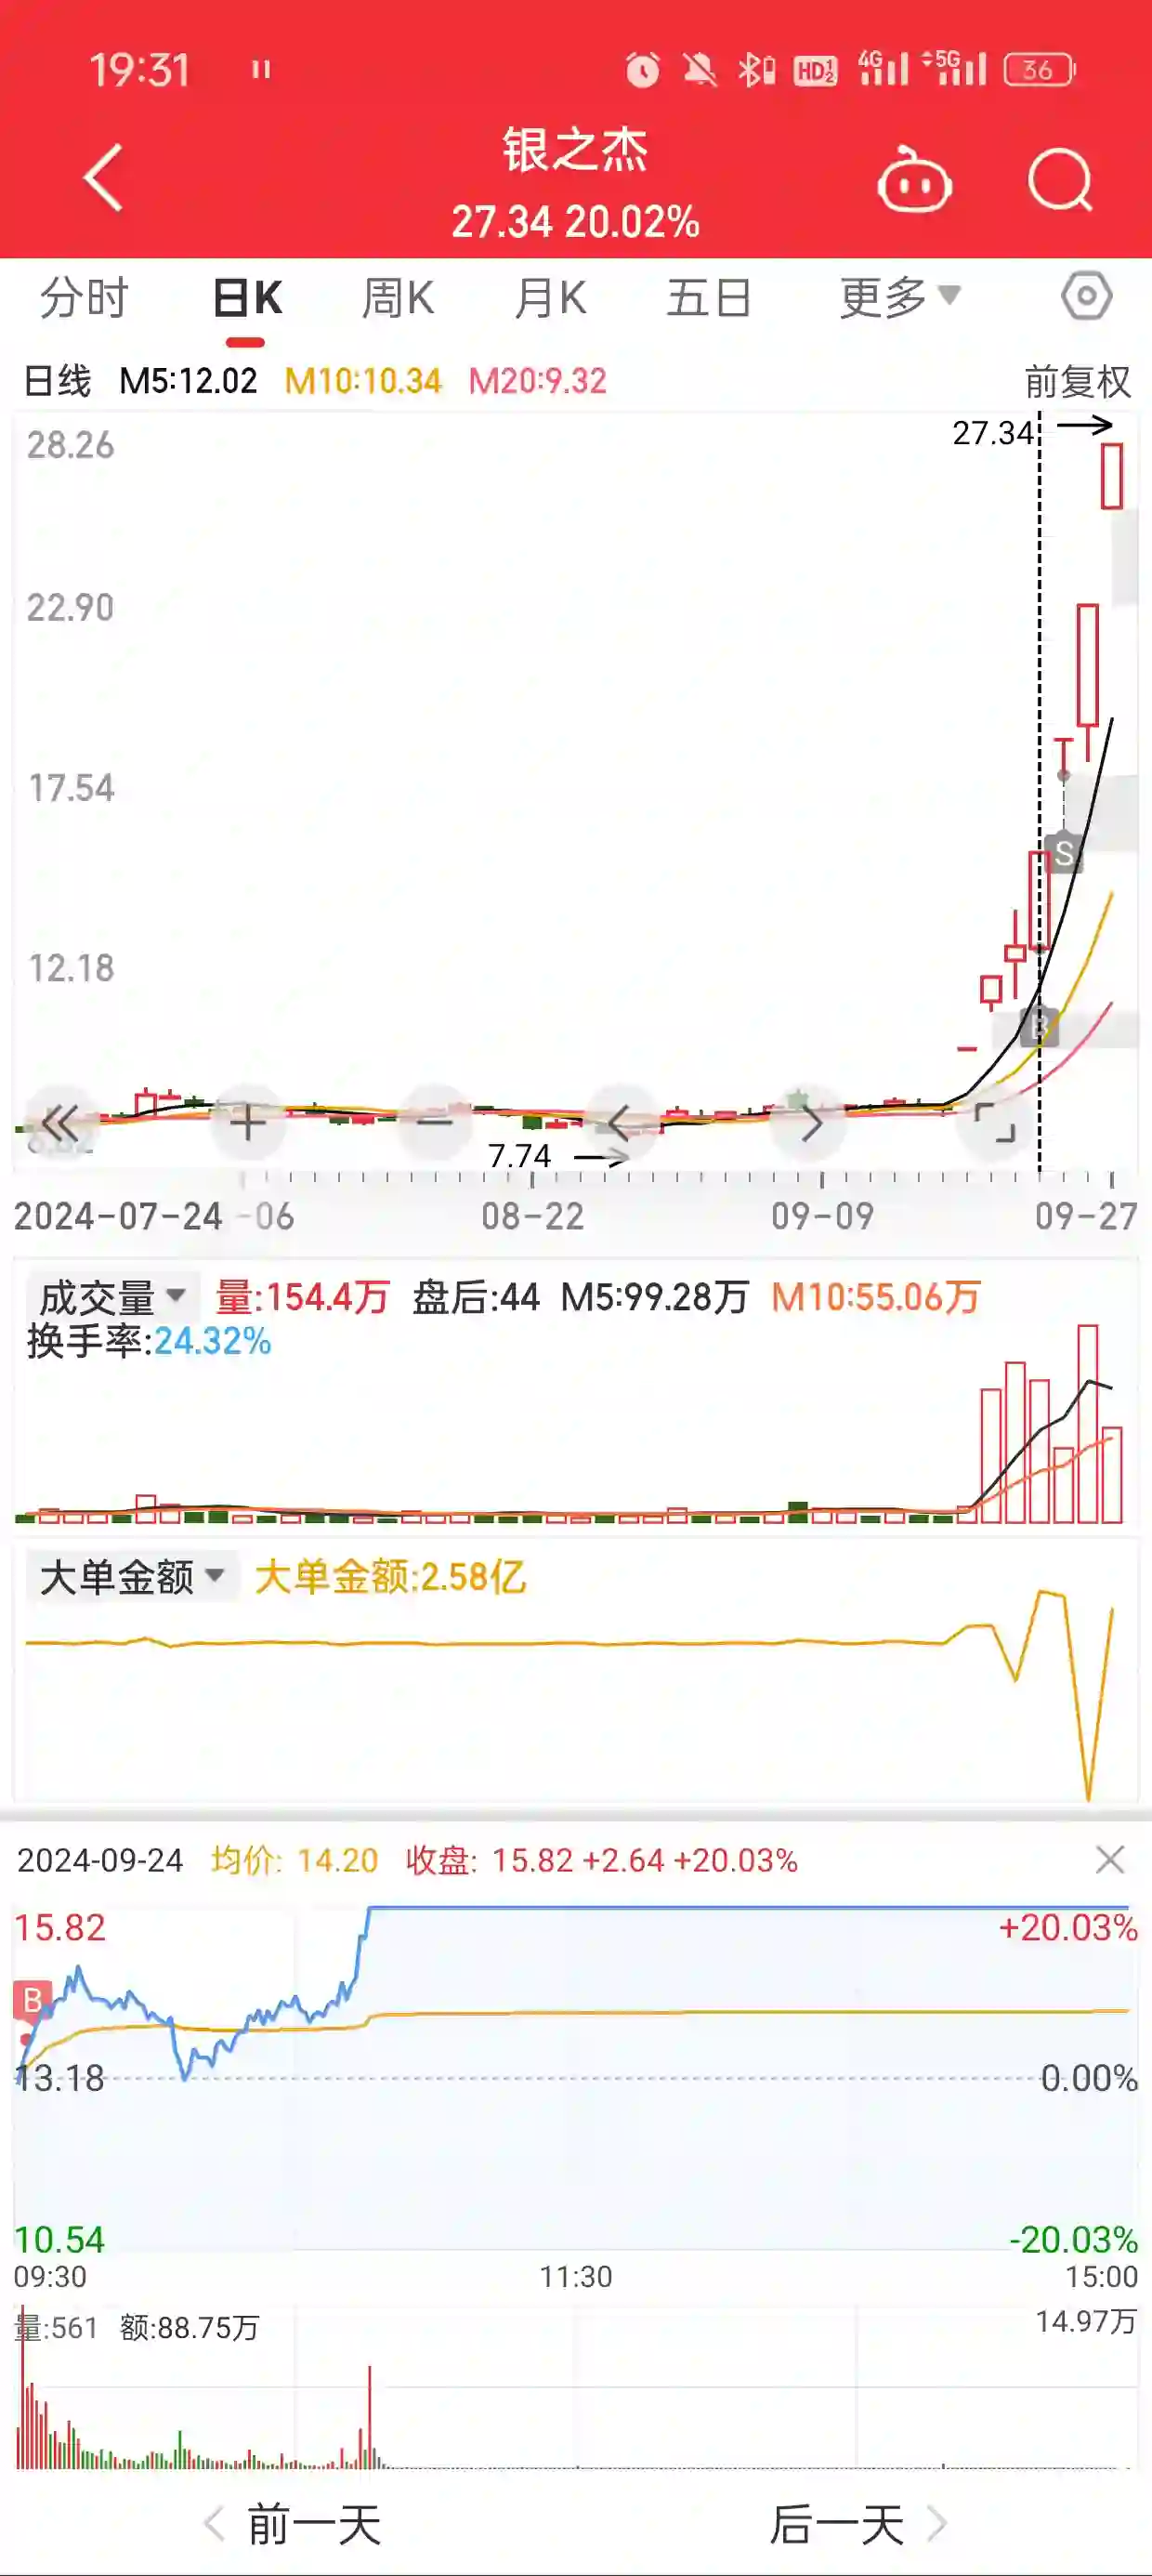 19:31 HD 1 2 4G 5G 36
银之杰
27.34 20.02%
分时 日K 周K 月K 五日 更多
日线 M5:12.02 M10:10.34 M20:9.32 前复权
28.26
27.34
22.90
17.54
S
12.18
B
7.74
2024-07-24 -06 08-22 09-09 09-27
成交量 量:154.4万 盘后:44 M5:99.28万 M10:55.06万
换手率:24.32%
大单金额 大单金额:2.58亿
2024-09-24 均价: 14.20 收盘: 15.82 +2.64 +20.03%
15.82 +20.03%
B
13.18 0.00%
10.54 -20.03%
09:30 11:30 15:00
量:561 额:88.75万 14.97万
前一天 后一天